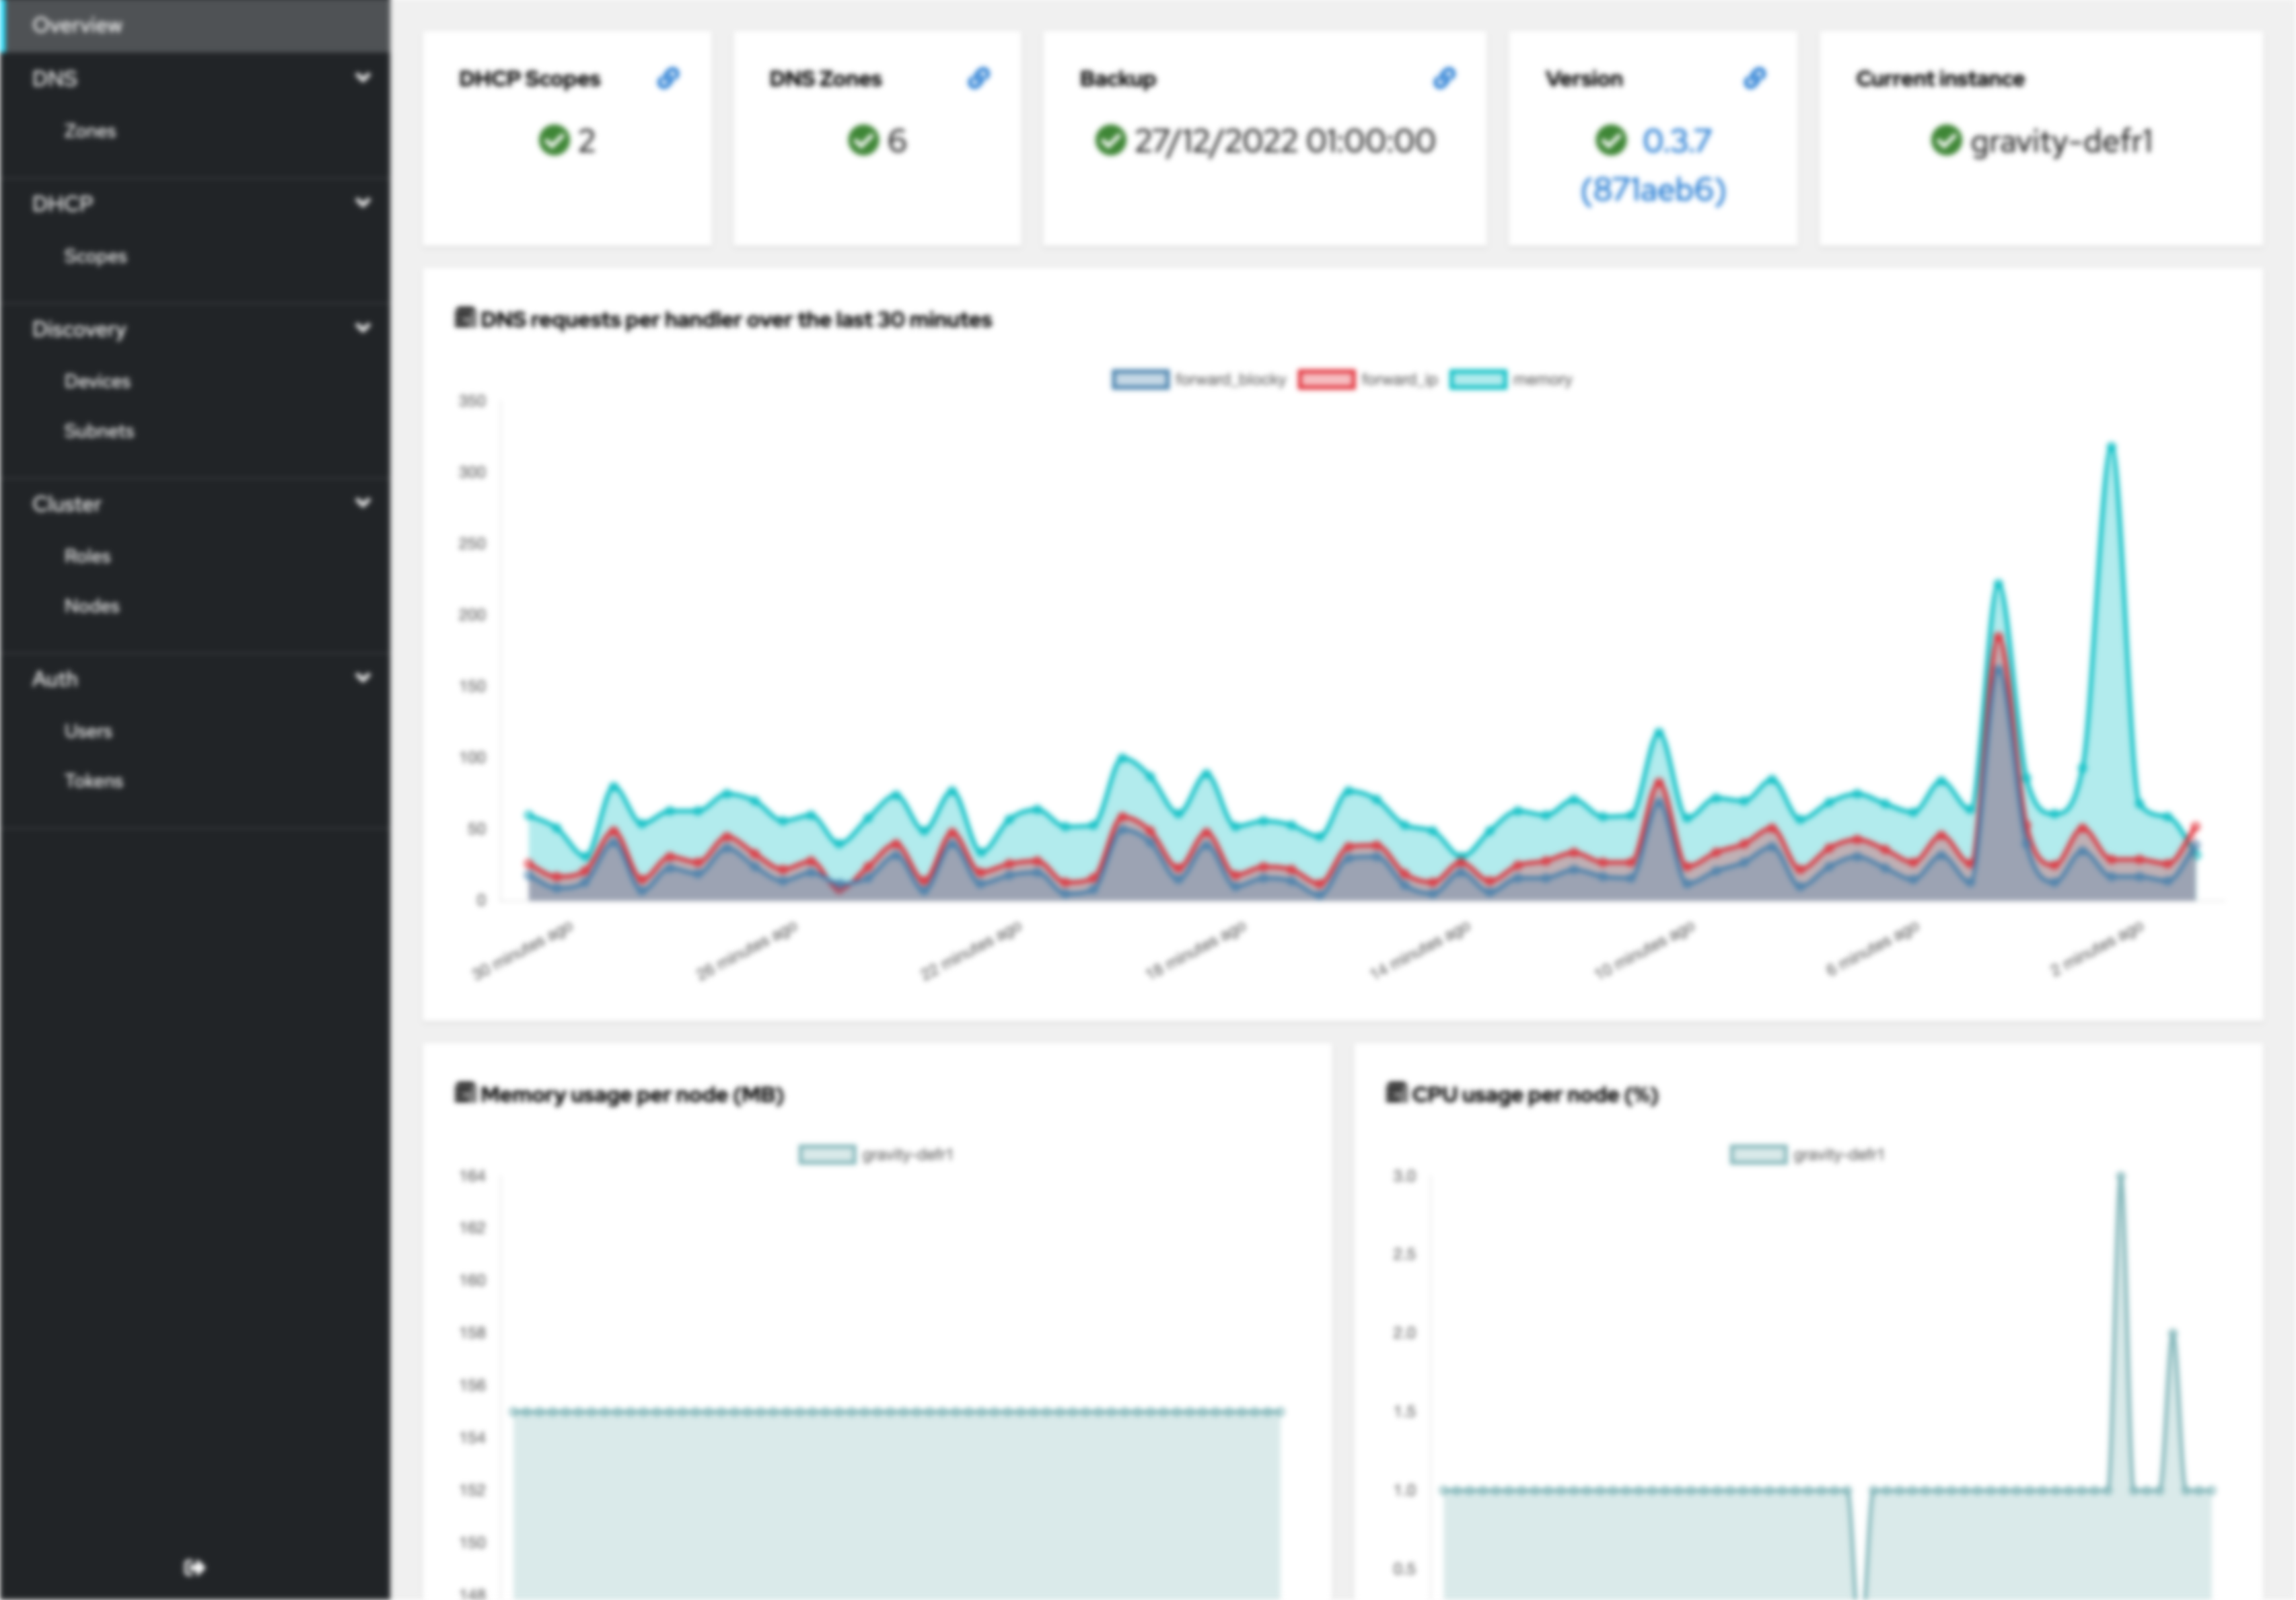 Overview
DNS
Zones
DHCP
Scopes
Discovery
Devices
Subnets
Cluster
Roles
Nodes
Auth
Users
Tokens
DHCP Scopes
2
DNS Zones
6
Backup
27/12/2022 01:00:00
Version
0.3.7
(871aeb6)
Current instance
gravity-defr1
DNS requests per handler over the last 30 minutes
forward_blocky forward_ip memory
350
300
250
200
150
100
50
0
30 minutes ago
26 minutes ago
22 minutes ago
18 minutes ago
14 minutes ago
10 minutes ago
6 minutes ago
2 minutes ago
Memory usage per node (MB)
gravity-defr1
164
162
160
158
156
154
152
150
148
CPU usage per node (%)
gravity-defr1
3.0
2.5
2.0
1.5
1.0
0.5